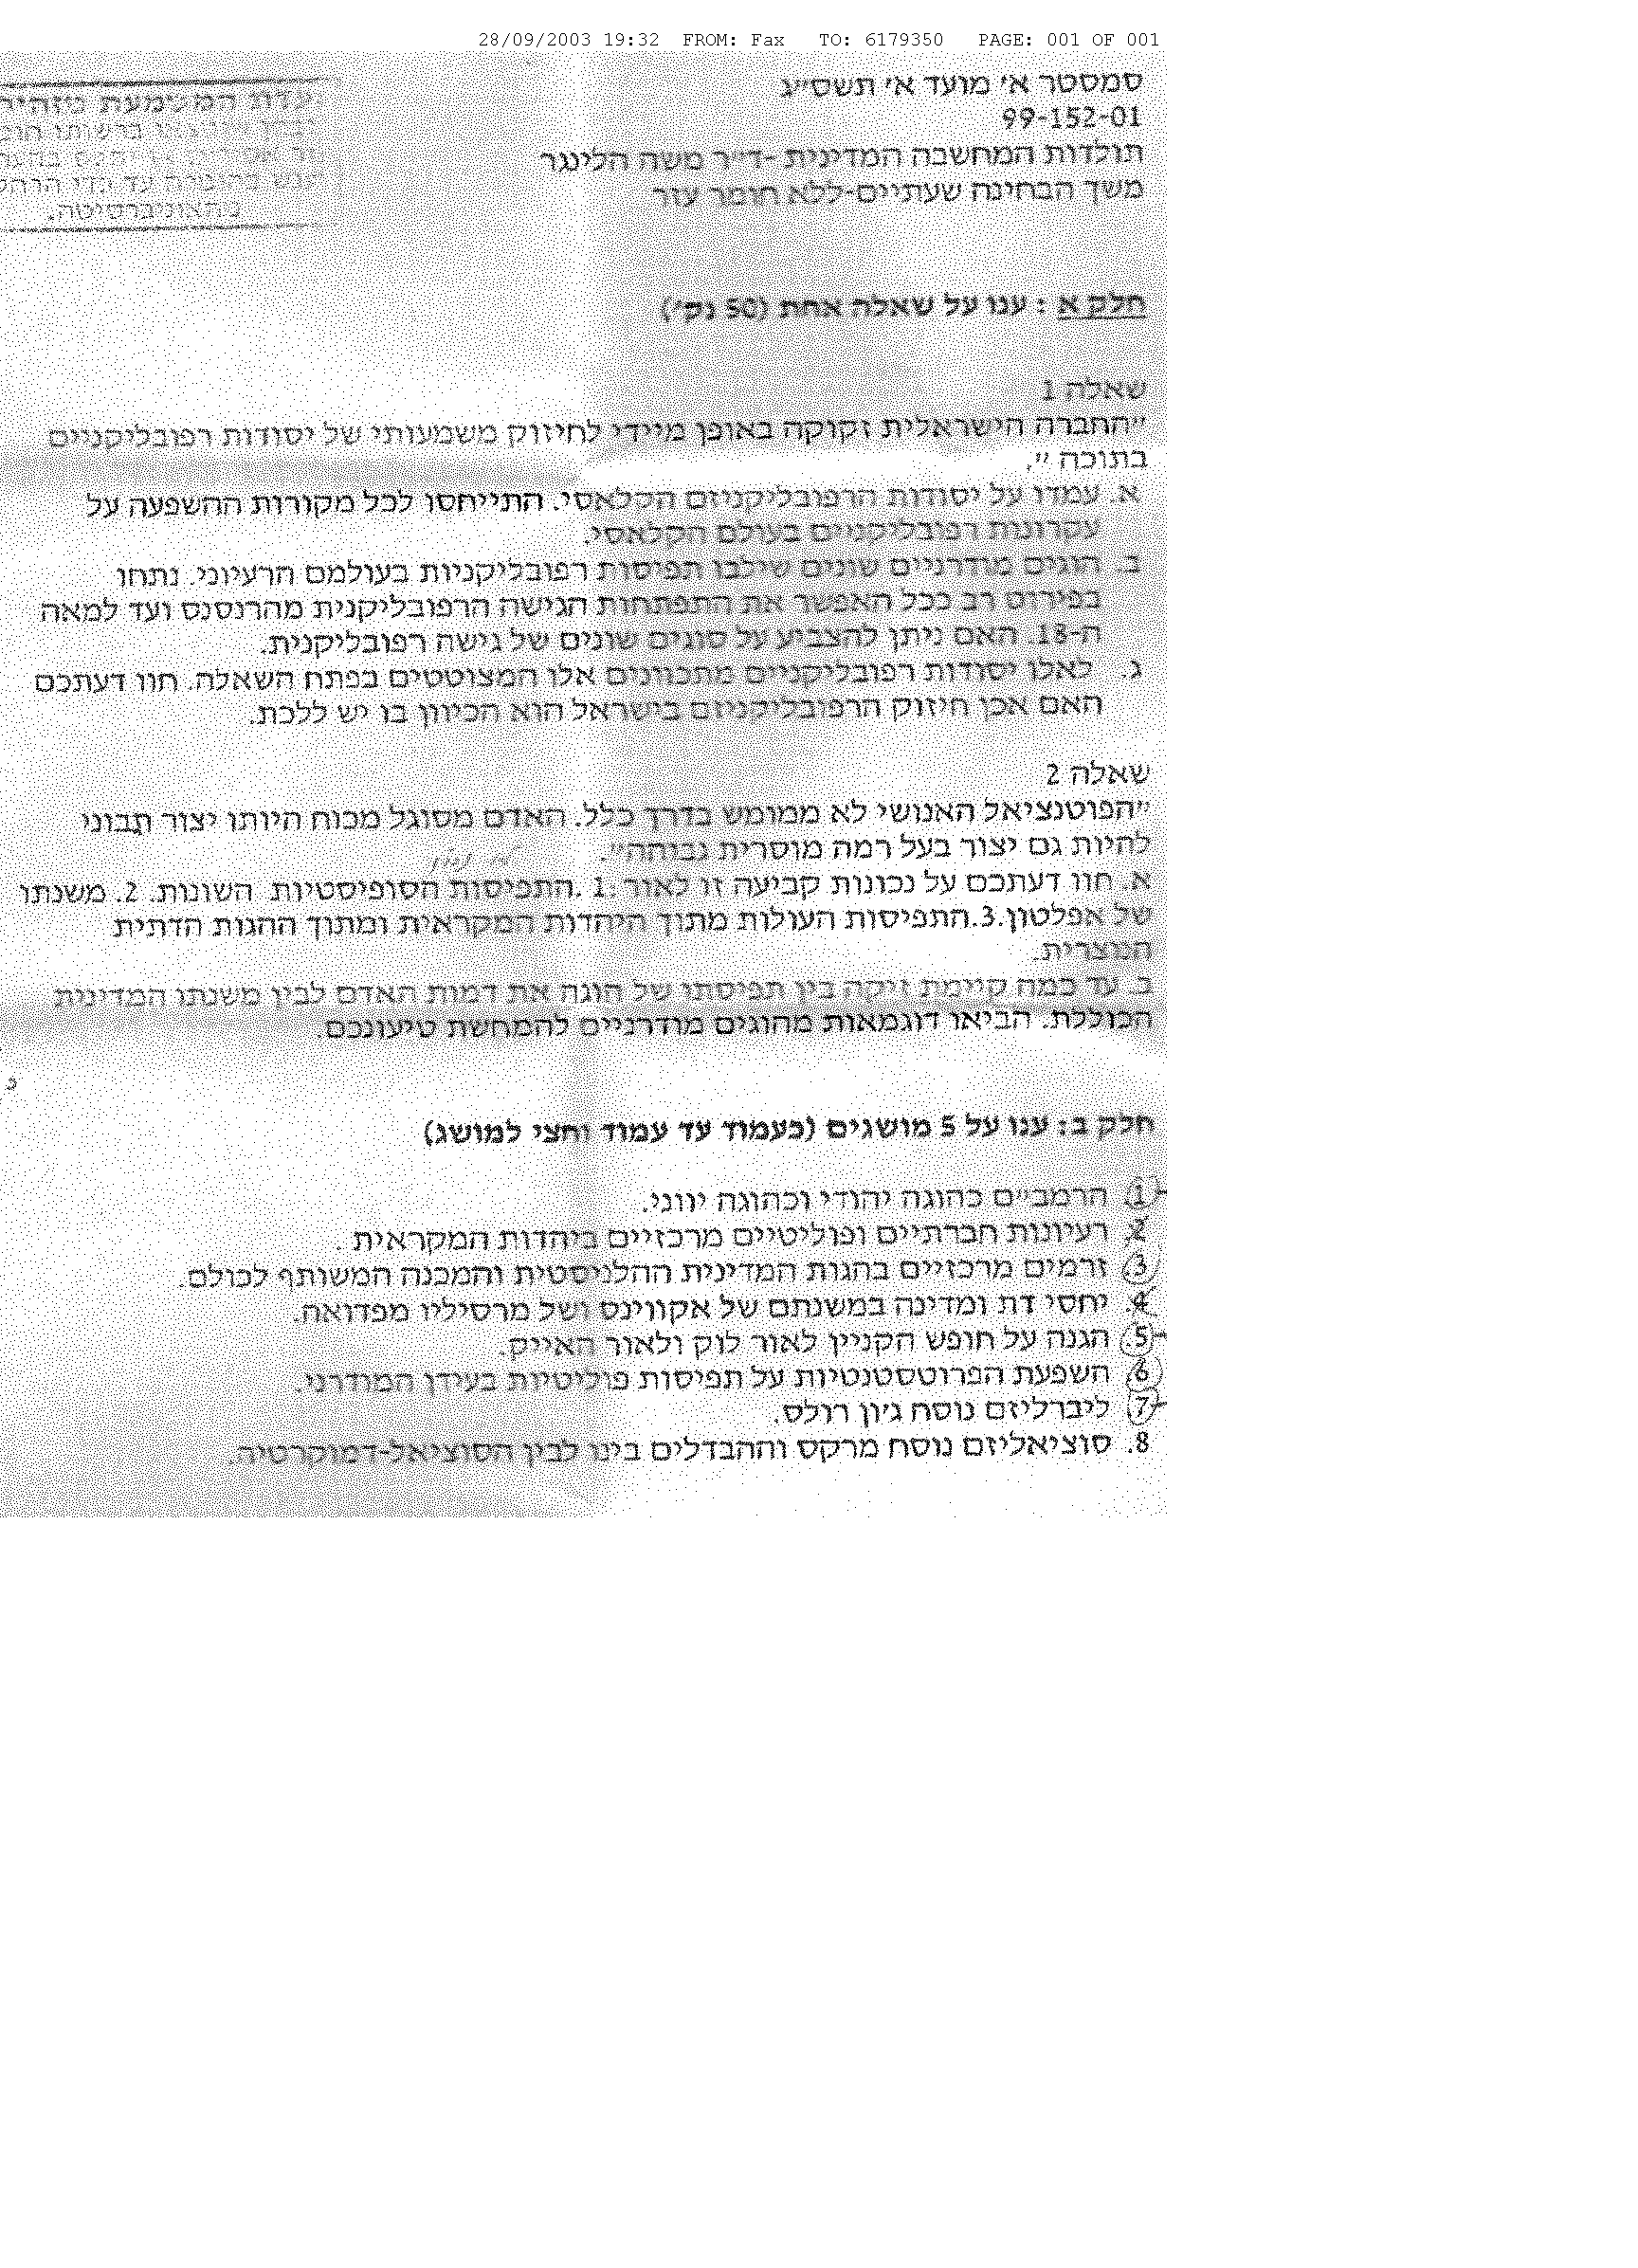 28/09/2003 19:32 FROM: Fax TO: 6179350 PAGE: 001 OF 001
סמסטר א׳ מועד א׳ תשס״ג
99-152-01
תולדות המחשבה המדינית -ד״ר משה הלינגר
משך הבחינה שעתיים-ללא חומר עזר
המשמעת
ברשותו
עד
באוניברסיטה.
חלק א : ענו על שאלה אחת (50 נק׳)
שאלה 1
״החברה הישראלית זקוקה באופן מיידי לחיזוק משמעותי של יסודות רפובליקניים
בתוכה״.
א. עמדו על יסודות הרפובליקניזם הקלאסי. התייחסו לכל מקורות ההשפעה על
עקרונות רפובליקניים בעולם הקלאסי.
ב. הוגים מודרניים שונים שילבו תפיסות רפובליקניות בעולמם הרעיוני. נתחו
בפירוט רב ככל האפשר את התפתחות הגישה הרפובליקנית מהרנסנס ועד למאה
ה-18. האם ניתן להצביע על סוגים שונים של גישה רפובליקנית.
ג. לאלו יסודות רפובליקניים מתכוונים אלו המצוטטים בפתח השאלה. חוו דעתכם
האם אכן חיזוק הרפובליקניזם בישראל הוא הכיוון בו יש ללכת.
שאלה 2
״הפוטנציאל האנושי לא ממומש בדרך כלל. האדם מסוגל מכוח היותו יצור תבוני
להיות גם יצור בעל רמה מוסרית גבוהה״.
א. חוו דעתכם על נכונות קביעה זו לאור :1 .התפיסות הסופיסטיות השונות. 2. משנתו
של אפלטון.3.התפיסות העולות מתוך היהדות המקראית ומתוך ההגות הדתית
הנוצרית.
ב. עד כמה קיימת זיקה בין תפיסתי של הוגה את דמות האדם לבין משנתו המדינית
הכוללת. הביאו דוגמאות מהוגים מודרניים להמחשת טיעונכם.
חלק ב: ענו על 5 מושגים (כעמוד עד עמוד וחצי למושג)
1. הרמב״ם כהוגה יהודי וכהוגה יווני.
2. רעיונות חברתיים ופוליטיים מרכזיים ביהדות המקראית.
3. זרמים מרכזיים בהגות המדינית ההלניסטית והמכנה המשותף לכולם.
4. יחסי דת ומדינה במשנתם של אקווינס ושל מרסיליו מפדואה.
5. הגנה על חופש הקניין לאור לוק ולאור האייק.
6. השפעת הפרוטסטנטיות על תפיסות פוליטיות בעידן המודרני.
7. ליברליזם נוסח ג׳ון רולס.
8. סוציאליזם נוסח מרקס וההבדלים בינו לבין הסוציאל-דמוקרטיה.